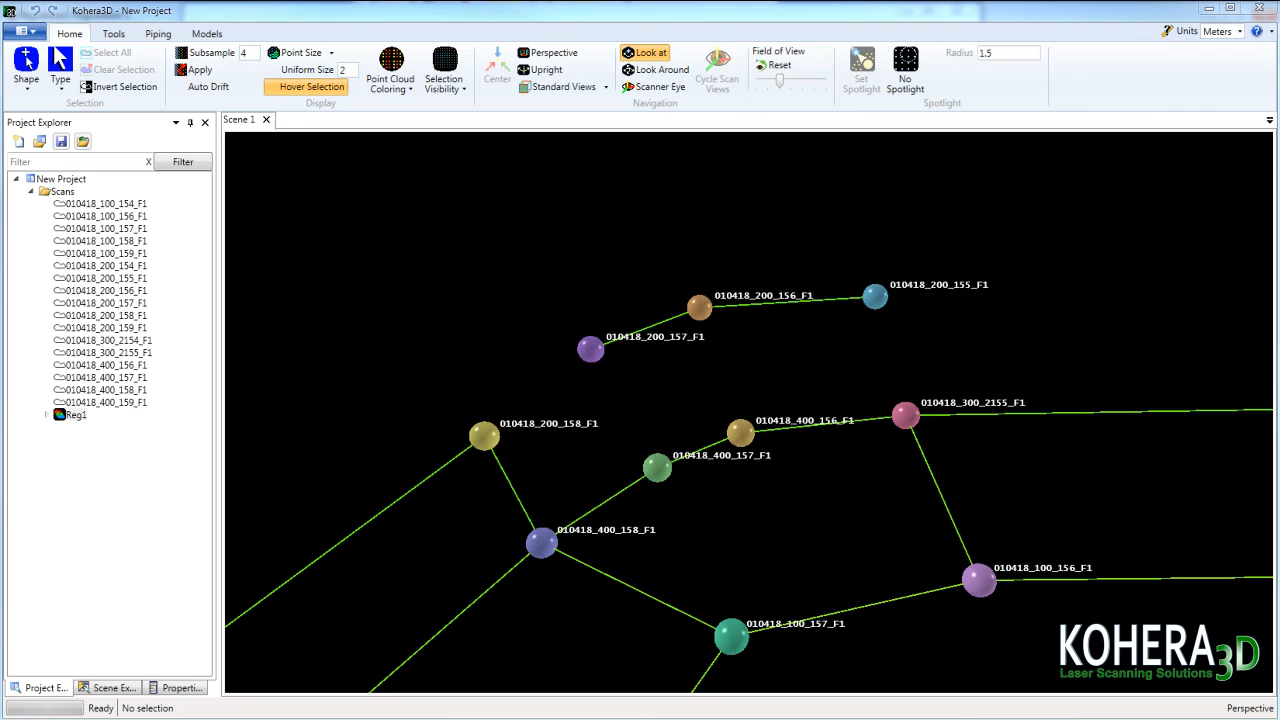 Kohera3D - New Project
Home Tools Piping Models Units Meters
Shape Type Select All Clear Selection Invert Selection Selection
Subsample 4 Apply Auto Drift Point Size Uniform Size 2 Hover Selection Point Cloud Coloring Selection Visibility Display
Center Perspective Upright Standard Views Look at Look Around Scanner Eye Cycle Scan Views Field of View Reset Navigation
Set Spotlight No Spotlight Radius 1.5 Spotlight
Project Explorer
Scene 1
Filter X Filter
New Project
Scans
010418_100_154_F1
010418_100_156_F1
010418_100_157_F1
010418_100_158_F1
010418_100_159_F1
010418_200_154_F1
010418_200_155_F1
010418_200_156_F1
010418_200_157_F1
010418_200_158_F1
010418_200_159_F1
010418_300_2154_F1
010418_300_2155_F1
010418_400_156_F1
010418_400_157_F1
010418_400_158_F1
010418_400_159_F1
Reg1
010418_200_155_F1
010418_200_156_F1
010418_200_157_F1
010418_300_2155_F1
010418_400_156_F1
010418_200_158_F1
010418_400_157_F1
010418_400_158_F1
010418_100_156_F1
010418_100_157_F1
KOHERA3D
Laser Scanning Solutions
Project E... Scene Ex... Properti...
Ready No selection Perspective